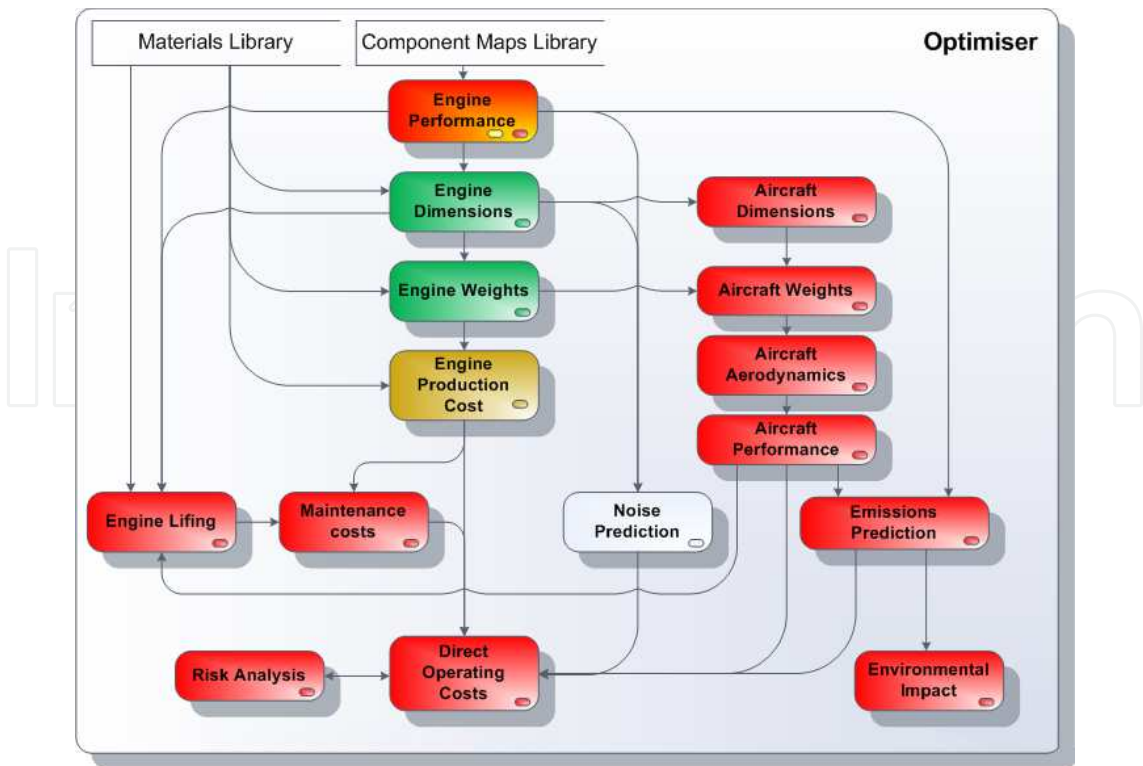 Materials Library
Component Maps Library
Optimiser
Engine
Performance
Engine
Dimensions
Aircraft
Dimensions
Engine Weights
Aircraft Weights
Engine
Production
Cost
Aircraft
Aerodynamics
Aircraft
Performance
Engine Lifing
Maintenance
costs
Noise
Prediction
Emissions
Prediction
Risk Analysis
Direct
Operating
Costs
Environmental
Impact